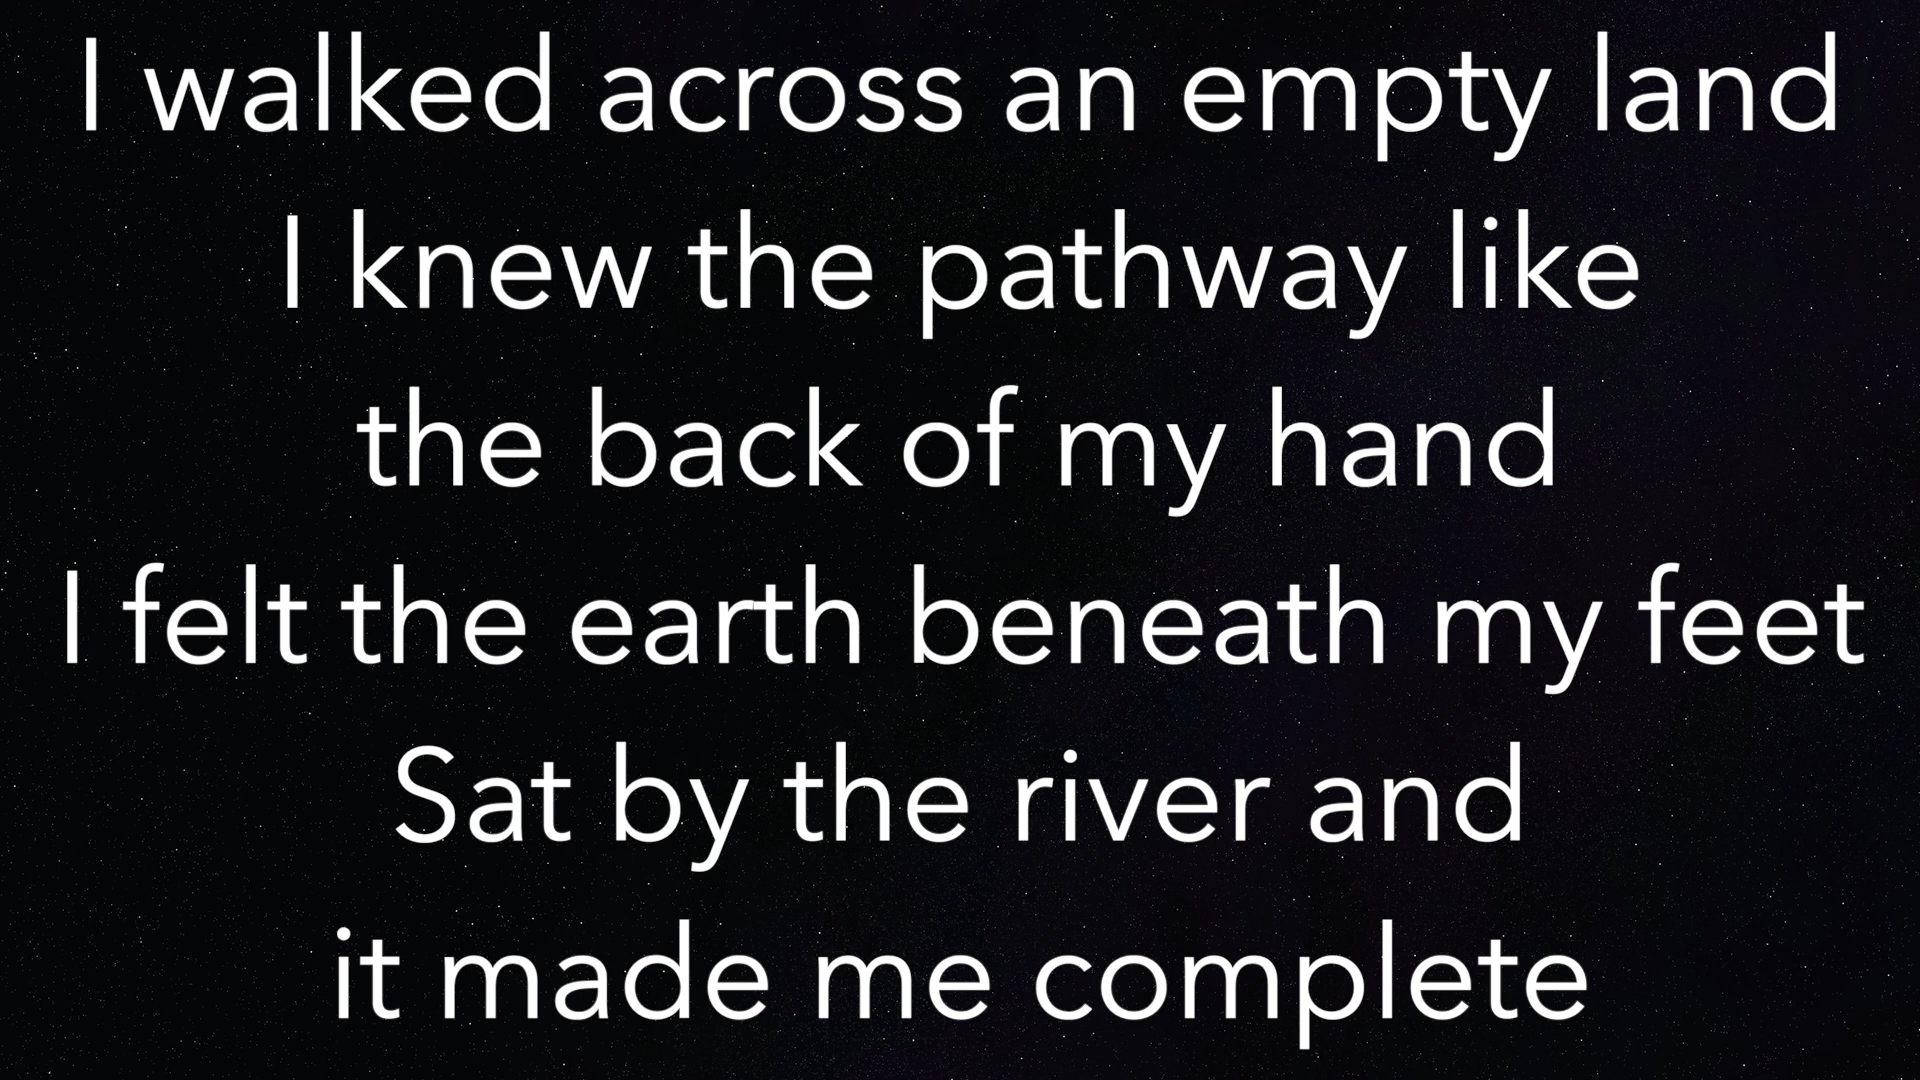 I walked across an empty land
I knew the pathway like
the back of my hand
I felt the earth beneath my feet
Sat by the river and
it made me complete